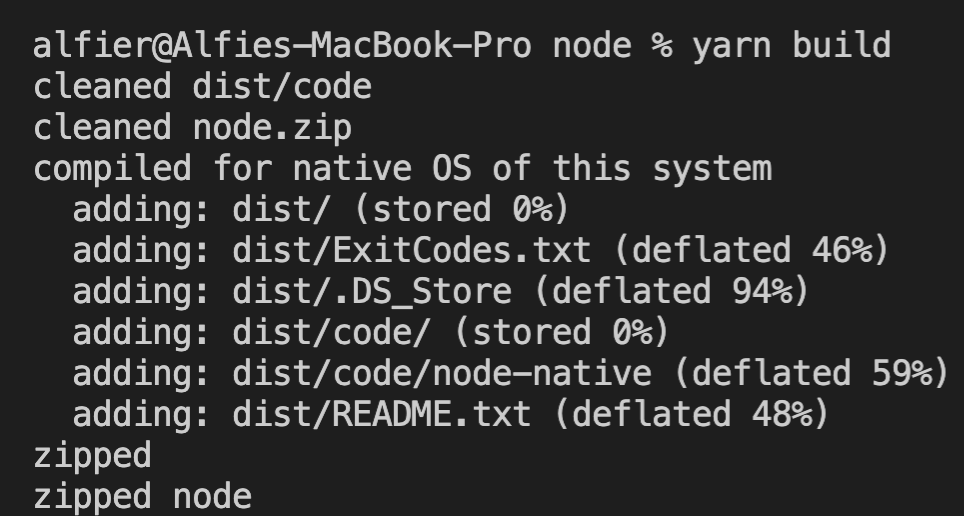 alfier@Alfies-MacBook-Pro node % yarn build
cleaned dist/code
cleaned node.zip
compiled for native OS of this system
  adding: dist/ (stored 0%)
  adding: dist/ExitCodes.txt (deflated 46%)
  adding: dist/.DS_Store (deflated 94%)
  adding: dist/code/ (stored 0%)
  adding: dist/code/node-native (deflated 59%)
  adding: dist/README.txt (deflated 48%)
zipped
zipped node